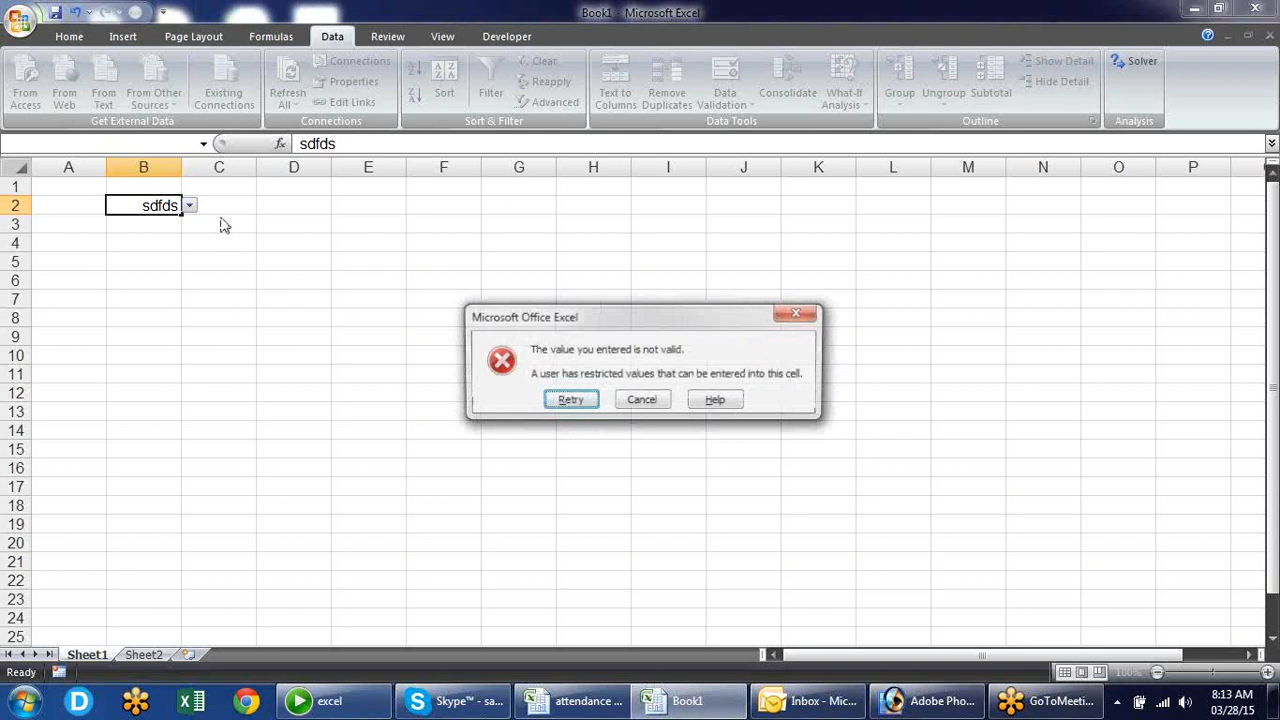 Book1 - Microsoft Excel
Home Insert Page Layout Formulas Data Review View Developer
From Access
From Web
From Text
From Other Sources
Existing Connections
Get External Data
Refresh All
Connections
Properties
Edit Links
Connections
Sort
Filter
Clear
Reapply
Advanced
Sort & Filter
Text to Columns
Remove Duplicates
Data Validation
Consolidate
What-If Analysis
Data Tools
Group
Ungroup
Subtotal
Show Detail
Hide Detail
Outline
Solver
Analysis
fx sdfds
A B C D E F G H I J K L M N O P
1
2 sdfds
3
4
5
6
7
8
9
10
11
12
13
14
15
16
17
18
19
20
21
22
23
24
25
Microsoft Office Excel
The value you entered is not valid.
A user has restricted values that can be entered into this cell.
Retry Cancel Help
Sheet1 Sheet2
Ready 100%
excel Skype™ - sa... attendance ... Book1 Inbox - Mic... Adobe Pho... GoToMeeti... 8:13 AM
03/28/15